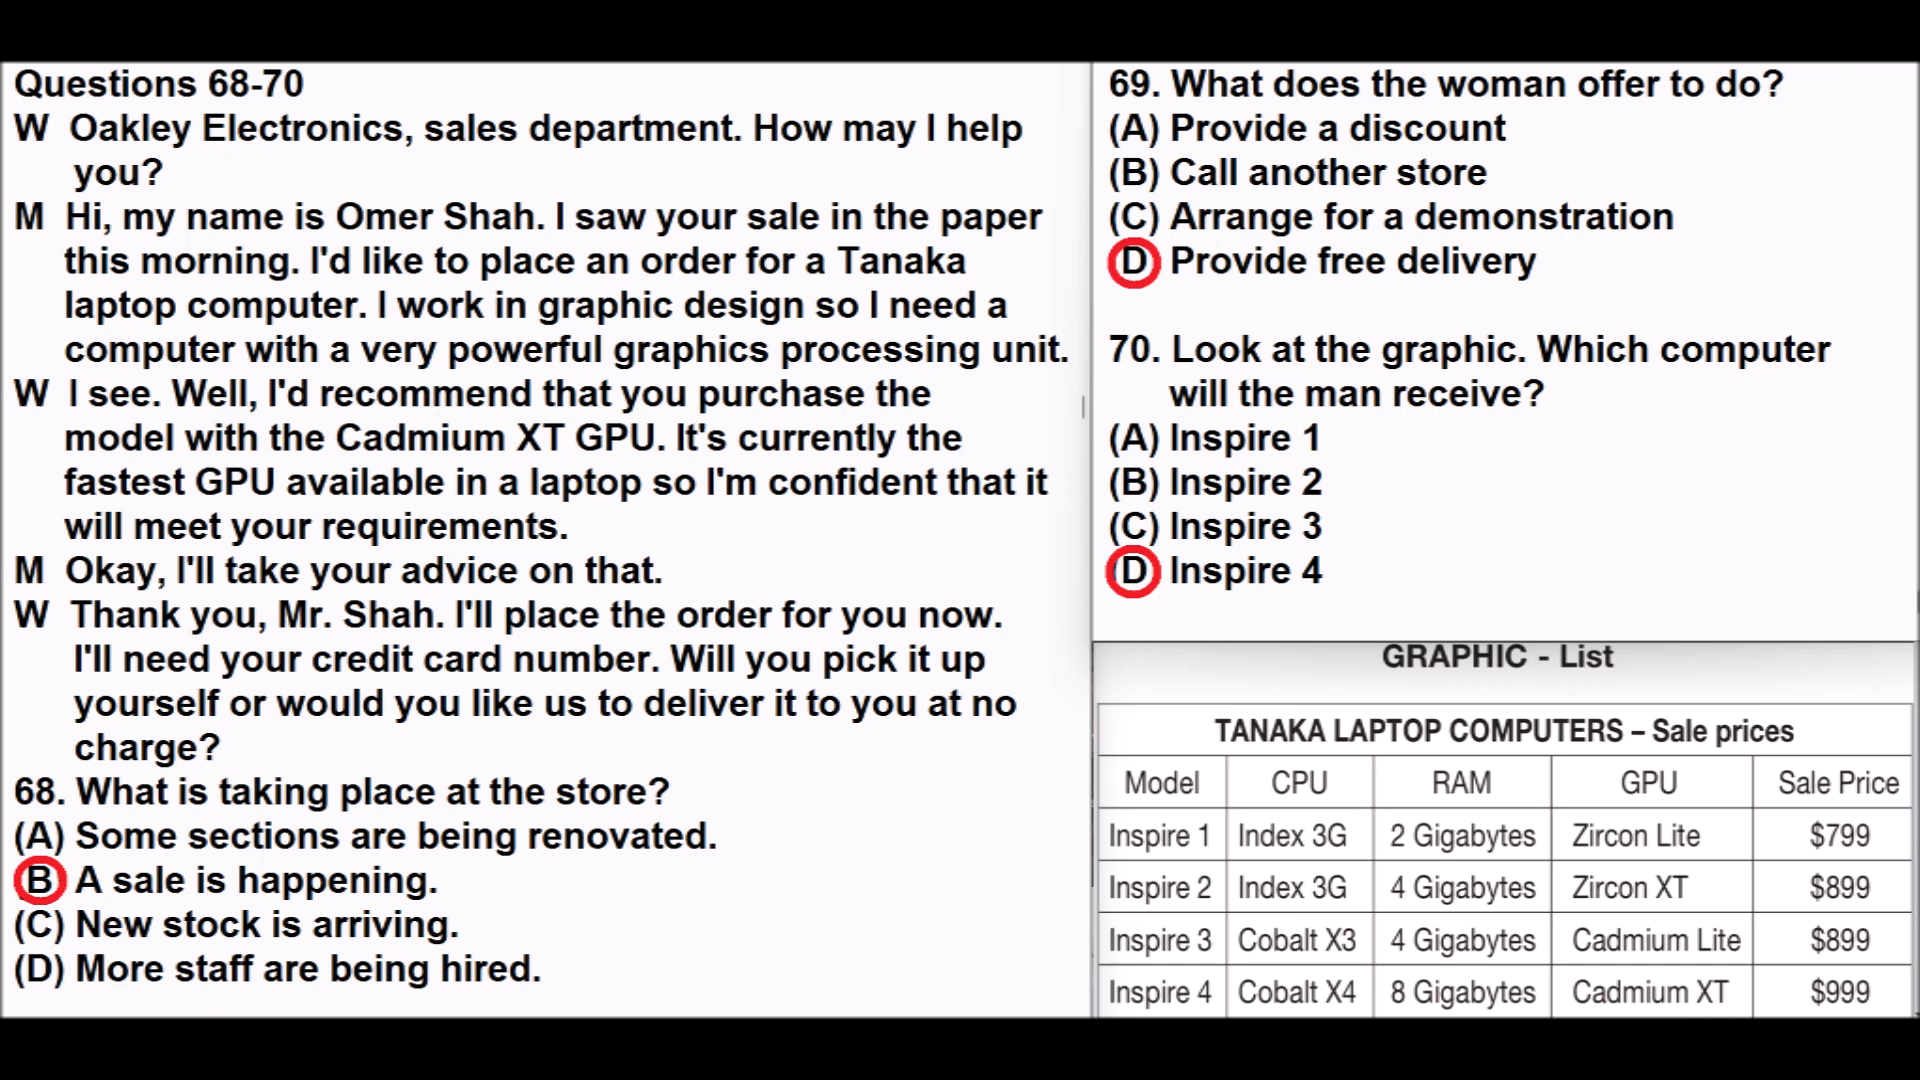 Questions 68-70
W Oakley Electronics, sales department. How may I help
you?
M Hi, my name is Omer Shah. I saw your sale in the paper
this morning. I'd like to place an order for a Tanaka
laptop computer. I work in graphic design so I need a
computer with a very powerful graphics processing unit.
W I see. Well, I'd recommend that you purchase the
model with the Cadmium XT GPU. It's currently the
fastest GPU available in a laptop so I'm confident that it
will meet your requirements.
M Okay, I'll take your advice on that.
W Thank you, Mr. Shah. I'll place the order for you now.
I'll need your credit card number. Will you pick it up
yourself or would you like us to deliver it to you at no
charge?
68. What is taking place at the store?
(A) Some sections are being renovated.
(B) A sale is happening.
(C) New stock is arriving.
(D) More staff are being hired.
69. What does the woman offer to do?
(A) Provide a discount
(B) Call another store
(C) Arrange for a demonstration
(D) Provide free delivery
70. Look at the graphic. Which computer
will the man receive?
(A) Inspire 1
(B) Inspire 2
(C) Inspire 3
(D) Inspire 4
GRAPHIC - List
TANAKA LAPTOP COMPUTERS – Sale prices
Model CPU RAM GPU Sale Price
Inspire 1 Index 3G 2 Gigabytes Zircon Lite $799
Inspire 2 Index 3G 4 Gigabytes Zircon XT $899
Inspire 3 Cobalt X3 4 Gigabytes Cadmium Lite $899
Inspire 4 Cobalt X4 8 Gigabytes Cadmium XT $999